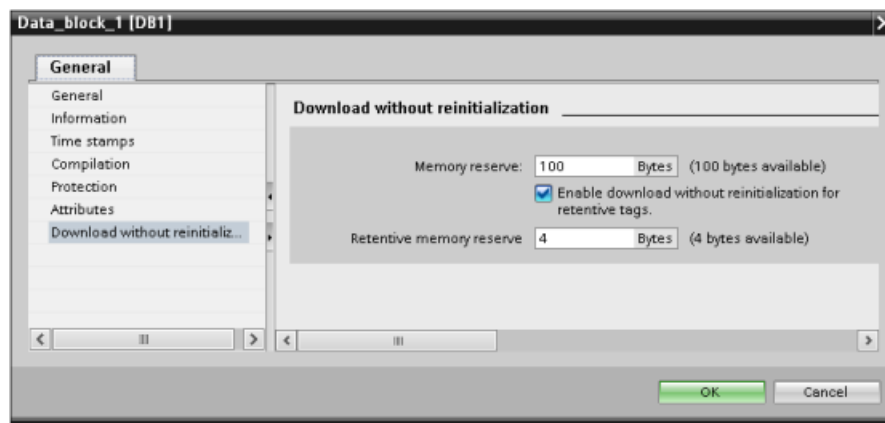 Data_block_1 [DB1]
General
General
Information
Time stamps
Compilation
Protection
Attributes
Download without reinitializ...
Download without reinitialization
Memory reserve: 100 Bytes (100 bytes available)
Enable download without reinitialization for
retentive tags.
Retentive memory reserve 4 Bytes (4 bytes available)
OK Cancel